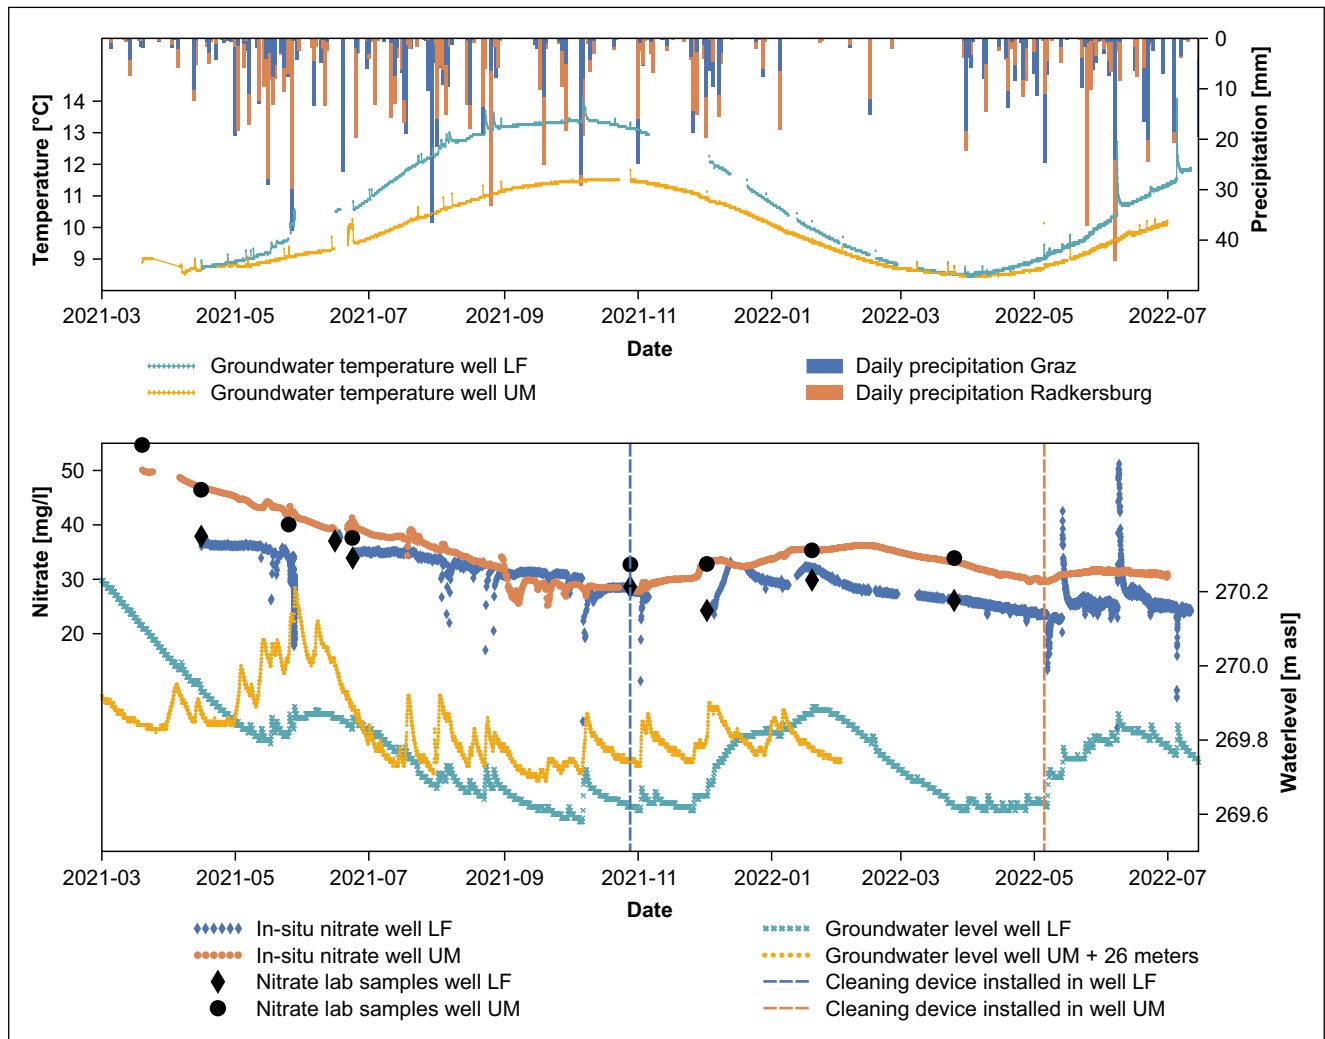 0
10
20
30
40
Precipitation [mm]
14
13
12
11
10
9
Temperature [°C]
2021-03 2021-05 2021-07 2021-09 2021-11 2022-01 2022-03 2022-05 2022-07
Date
Groundwater temperature well LF
Groundwater temperature well UM
Daily precipitation Graz
Daily precipitation Radkersburg
50
40
30
20
Nitrate [mg/l]
270.2
270.0
269.8
269.6
Waterlevel [m asl]
2021-03 2021-05 2021-07 2021-09 2021-11 2022-01 2022-03 2022-05 2022-07
Date
In-situ nitrate well LF
In-situ nitrate well UM
Nitrate lab samples well LF
Nitrate lab samples well UM
Groundwater level well LF
Groundwater level well UM + 26 meters
Cleaning device installed in well LF
Cleaning device installed in well UM